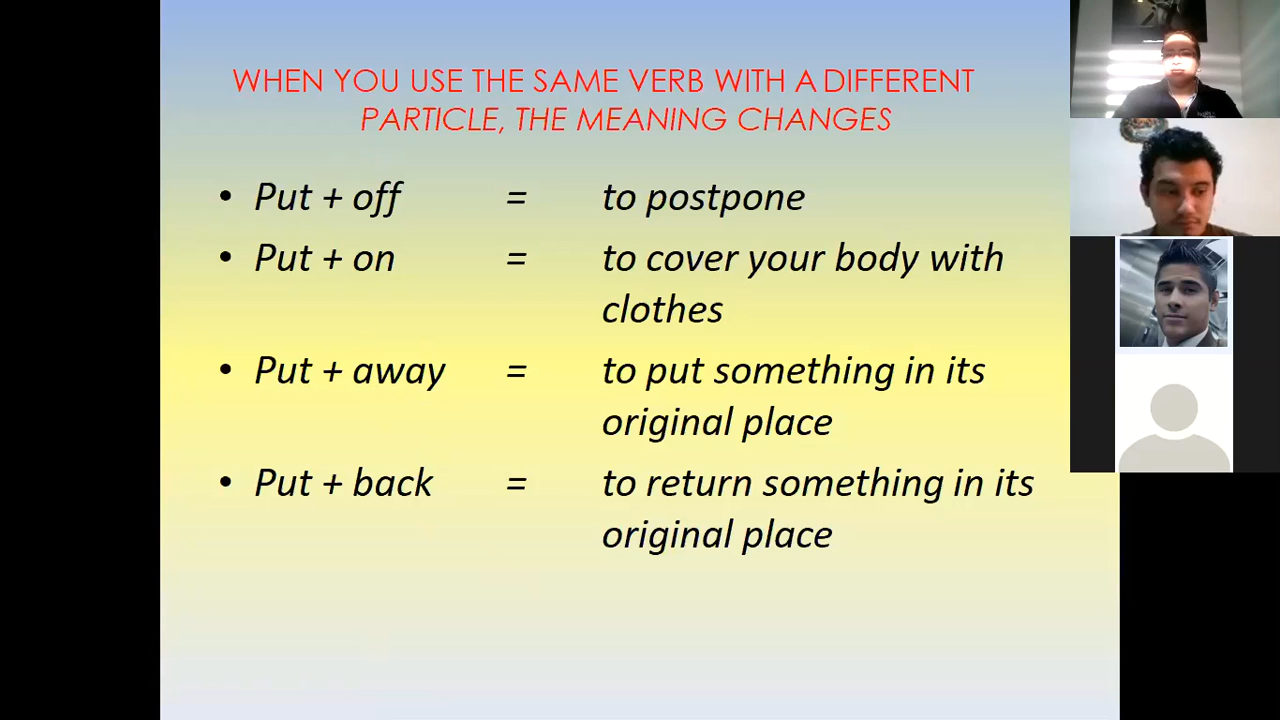 WHEN YOU USE THE SAME VERB WITH A DIFFERENT
PARTICLE, THE MEANING CHANGES
• Put + off = to postpone
• Put + on = to cover your body with
clothes
• Put + away = to put something in its
original place
• Put + back = to return something in its
original place